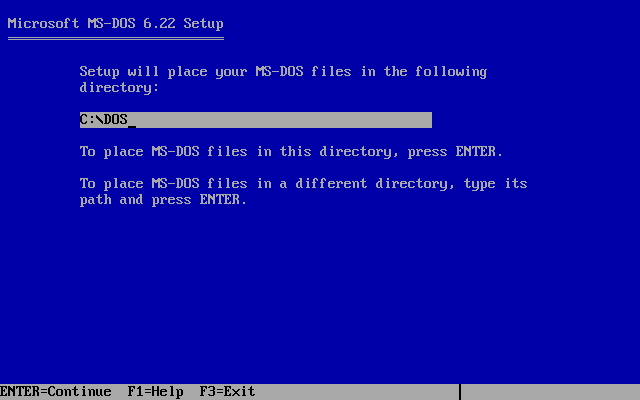 Microsoft MS-DOS 6.22 Setup
Setup will place your MS-DOS files in the following
directory:
C:\DOS_
To place MS-DOS files in this directory, press ENTER.
To place MS-DOS files in a different directory, type its
path and press ENTER.
ENTER=Continue  F1=Help  F3=Exit